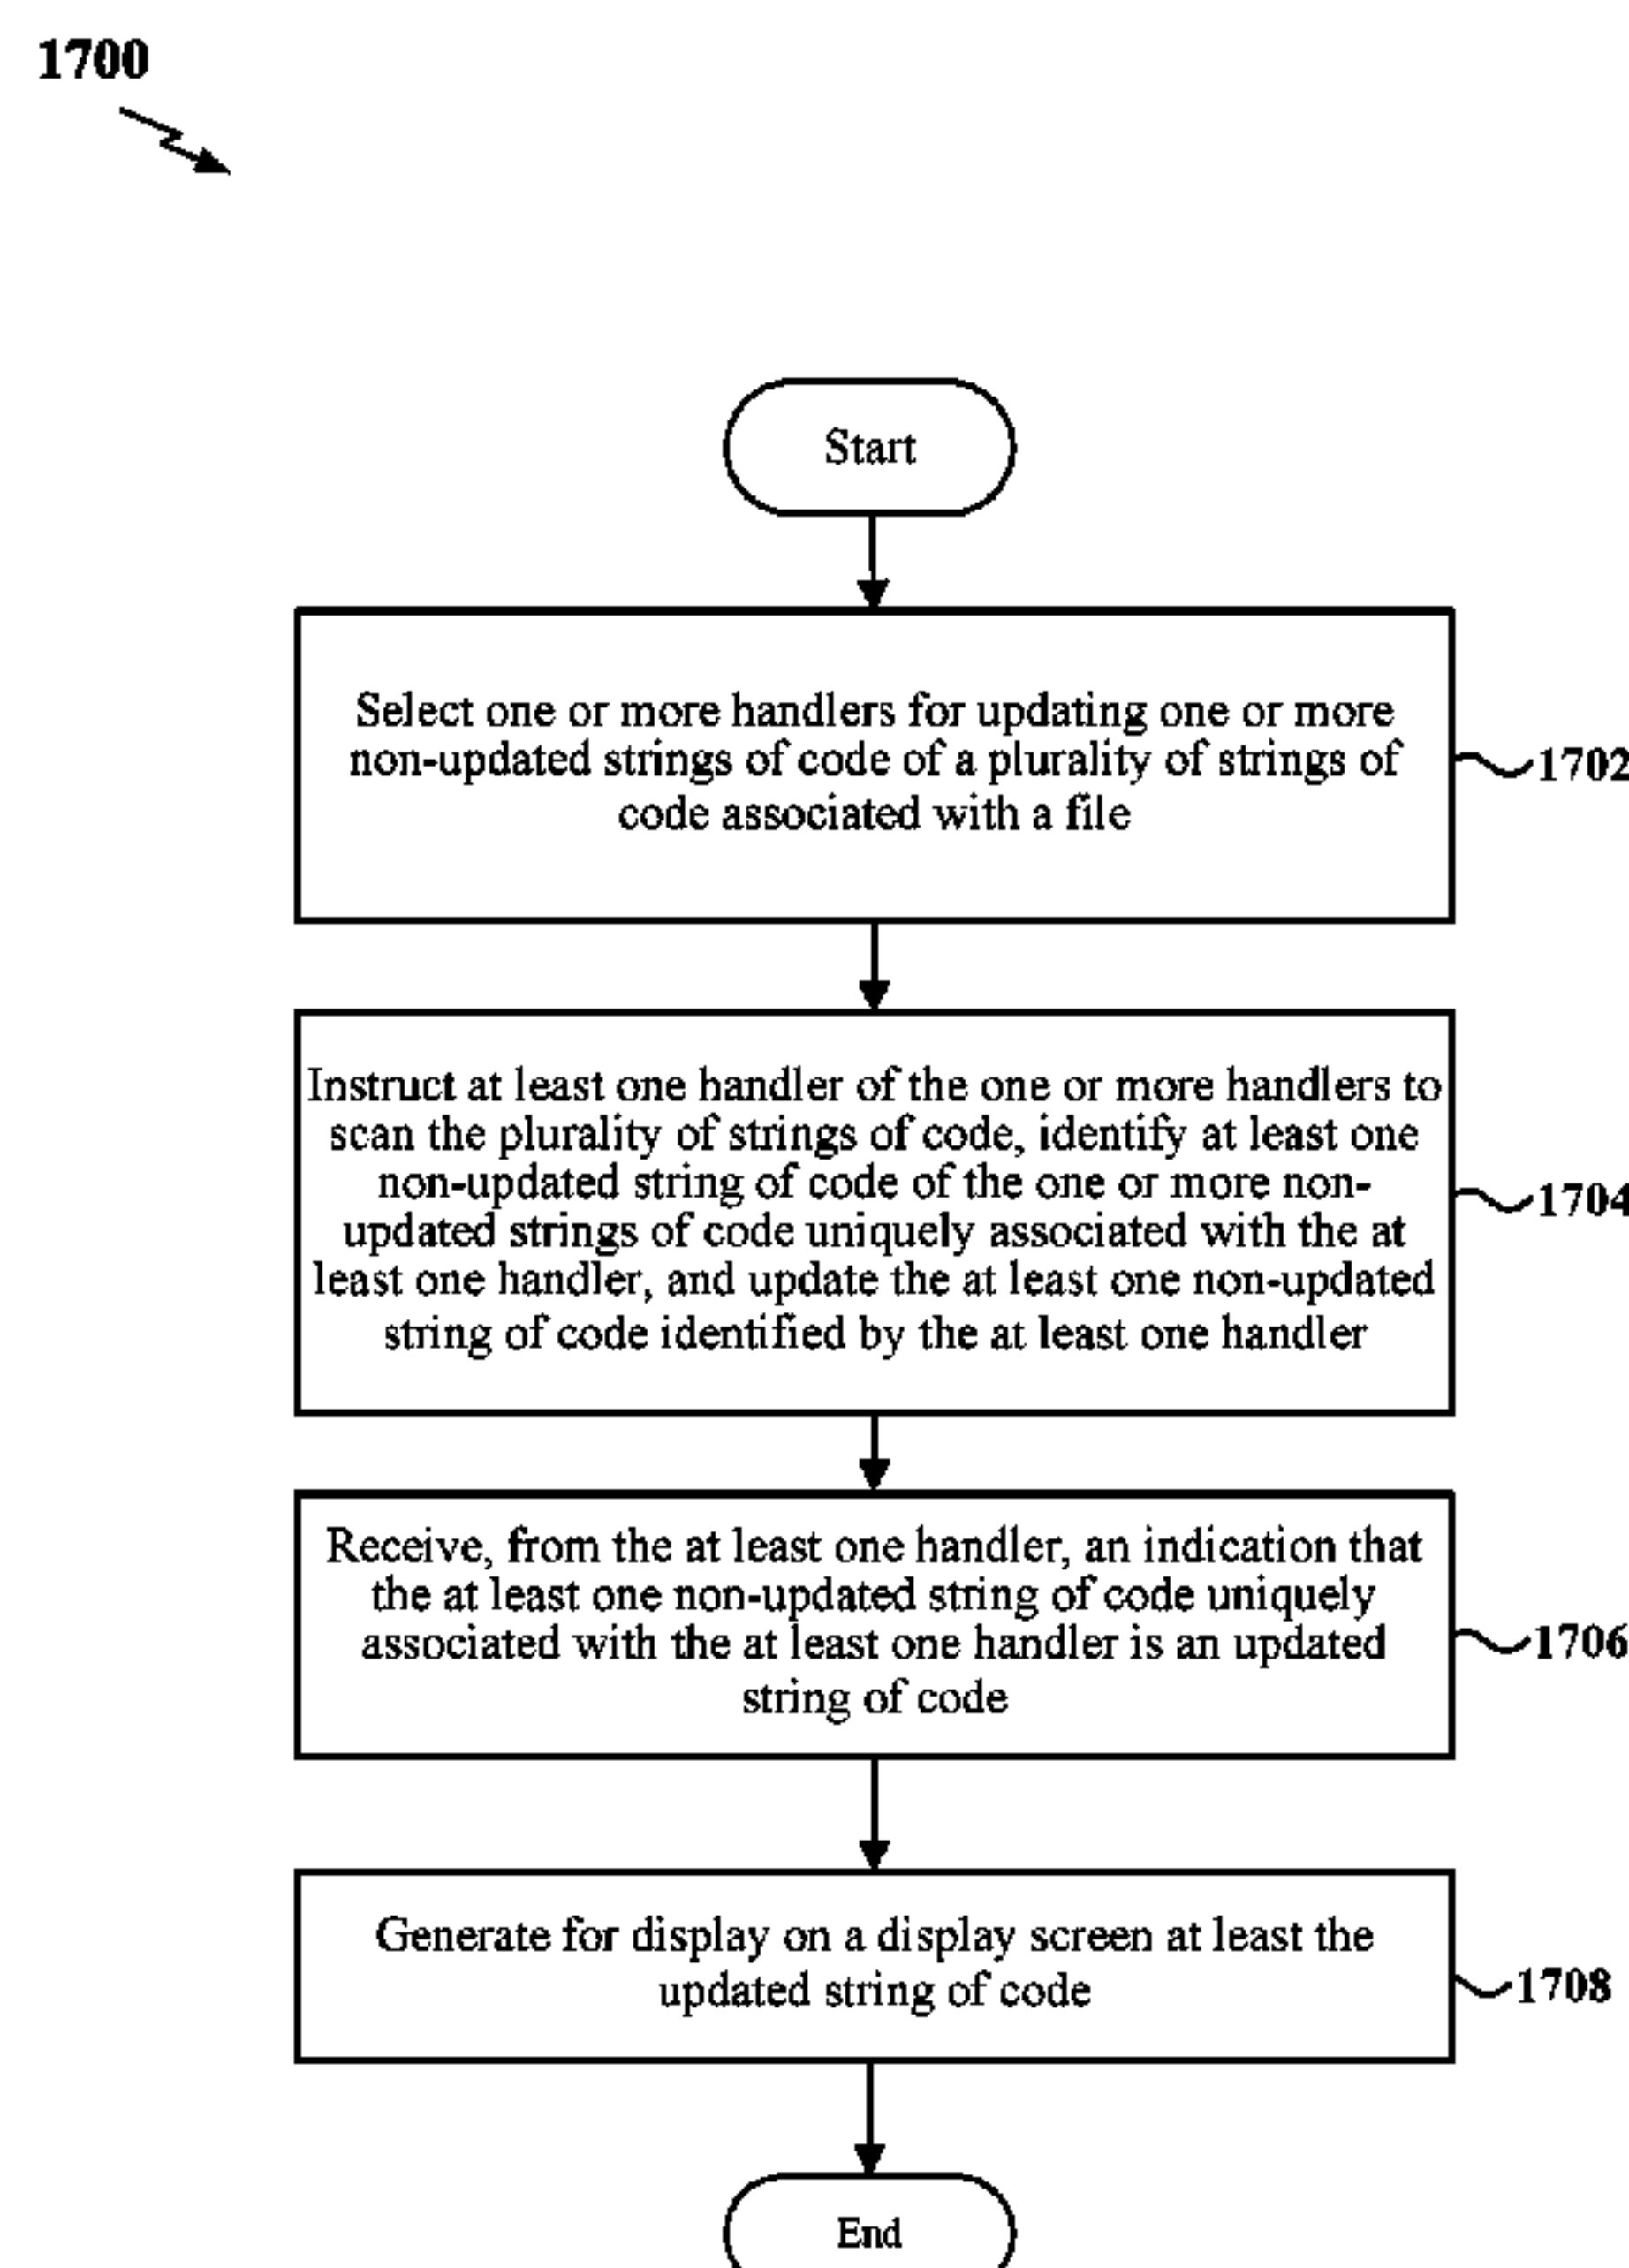 1700
Start
Select one or more handlers for updating one or more
non-updated strings of code of a plurality of strings of
code associated with a file
1702
Instruct at least one handler of the one or more handlers to
scan the plurality of strings of code, identify at least one
non-updated string of code of the one or more non-
updated strings of code uniquely associated with the at
least one handler, and update the at least one non-updated
string of code identified by the at least one handler
1704
Receive, from the at least one handler, an indication that
the at least one non-updated string of code uniquely
associated with the at least one handler is an updated
string of code
1706
Generate for display on a display screen at least the
updated string of code
1708
End